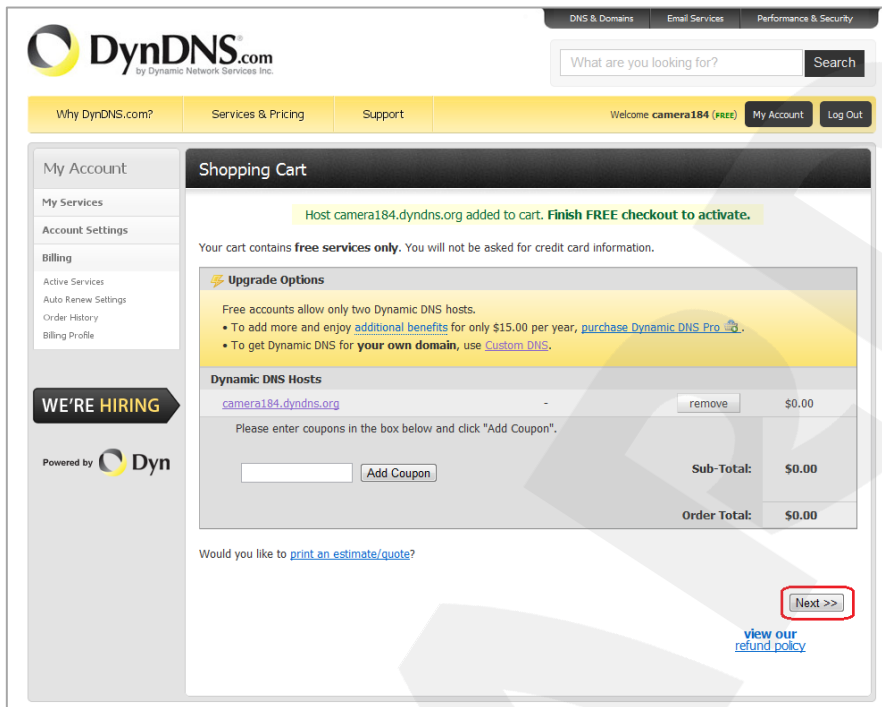 DNS & Domains Email Services Performance & Security
DynDNS.com
by Dynamic Network Services Inc.
What are you looking for? Search
Why DynDNS.com? Services & Pricing Support Welcome camera184 (FREE) My Account Log Out
My Account
My Services
Account Settings
Billing
Active Services
Auto Renew Settings
Order History
Billing Profile
WE'RE HIRING
Powered by Dyn
Shopping Cart
Host camera184.dyndns.org added to cart. Finish FREE checkout to activate.
Your cart contains free services only. You will not be asked for credit card information.
Upgrade Options
Free accounts allow only two Dynamic DNS hosts.
• To add more and enjoy additional benefits for only $15.00 per year, purchase Dynamic DNS Pro .
• To get Dynamic DNS for your own domain, use Custom DNS.
Dynamic DNS Hosts
camera184.dyndns.org - remove $0.00
Please enter coupons in the box below and click "Add Coupon".
Add Coupon Sub-Total: $0.00
Order Total: $0.00
Would you like to print an estimate/quote?
Next >>
view our
refund policy